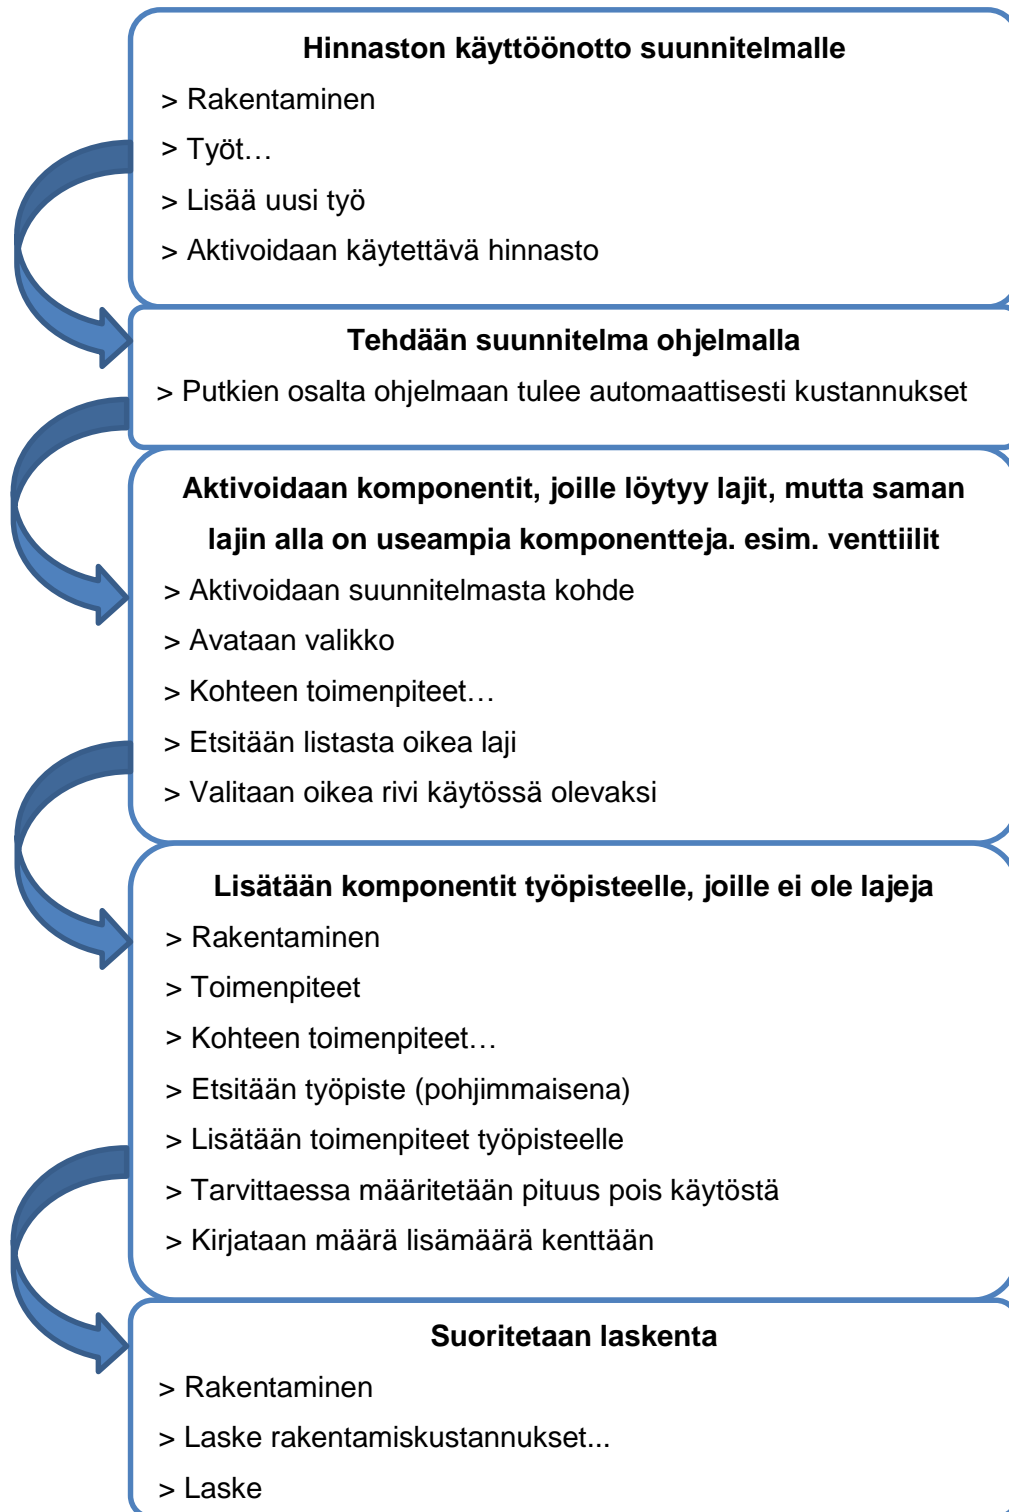 Hinnaston käyttöönotto suunnitelmalle
> Rakentaminen
> Työt…
> Lisää uusi työ
> Aktivoidaan käytettävä hinnasto
Tehdään suunnitelma ohjelmalla
> Putkien osalta ohjelmaan tulee automaattisesti kustannukset
Aktivoidaan komponentit, joille löytyy lajit, mutta saman
lajin alla on useampia komponentteja. esim. venttiilit
> Aktivoidaan suunnitelmasta kohde
> Avataan valikko
> Kohteen toimenpiteet…
> Etsitään listasta oikea laji
> Valitaan oikea rivi käytössä olevaksi
Lisätään komponentit työpisteelle, joille ei ole lajeja
> Rakentaminen
> Toimenpiteet
> Kohteen toimenpiteet…
> Etsitään työpiste (pohjimmaisena)
> Lisätään toimenpiteet työpisteelle
> Tarvittaessa määritetään pituus pois käytöstä
> Kirjataan määrä lisämäärä kenttään
Suoritetaan laskenta
> Rakentaminen
> Laske rakentamiskustannukset...
> Laske